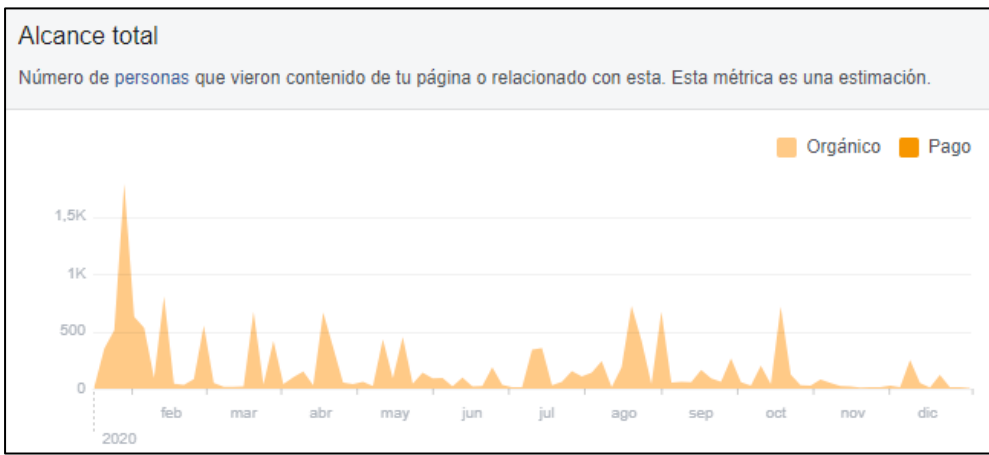 Alcance total
Número de personas que vieron contenido de tu página o relacionado con esta. Esta métrica es una estimación.
Orgánico Pago
1,5K
1K
500
0
feb mar abr may jun jul ago sep oct nov dic
2020